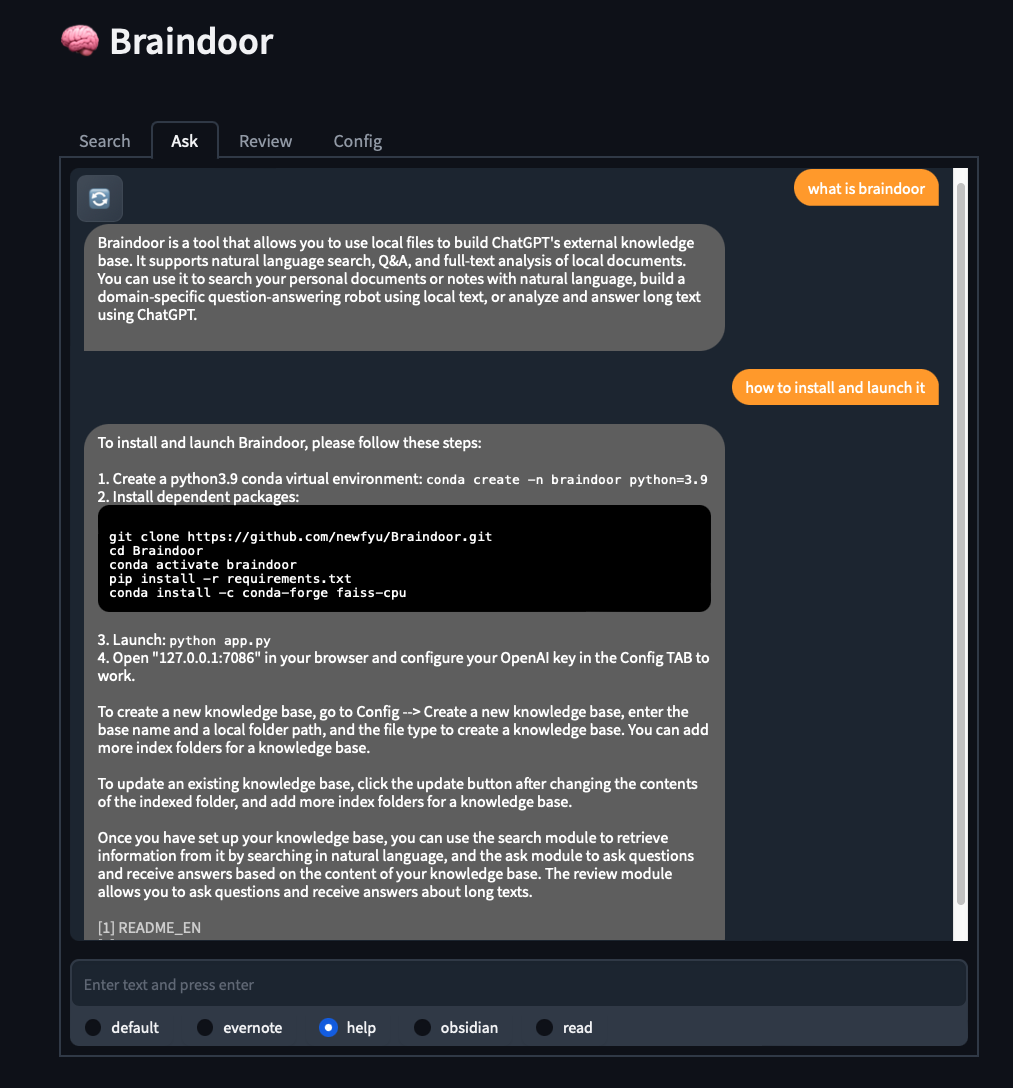 Braindoor
Search
Ask
Review
Config
what is braindoor
Braindoor is a tool that allows you to use local files to build ChatGPT's external knowledge
base. It supports natural language search, Q&A, and full-text analysis of local documents.
You can use it to search your personal documents or notes with natural language, build a
domain-specific question-answering robot using local text, or analyze and answer long text
using ChatGPT.
how to install and launch it
To install and launch Braindoor, please follow these steps:
1. Create a python3.9 conda virtual environment: conda create -n braindoor python=3.9
2. Install dependent packages:
git clone https://github.com/newfyu/Braindoor.git
cd Braindoor
conda activate braindoor
pip install -r requirements.txt
conda install -c conda-forge faiss-cpu
3. Launch: python app.py
4. Open "127.0.0.1:7086" in your browser and configure your OpenAI key in the Config TAB to
work.
To create a new knowledge base, go to Config --> Create a new knowledge base, enter the
base name and a local folder path, and the file type to create a knowledge base. You can add
more index folders for a knowledge base.
To update an existing knowledge base, click the update button after changing the contents
of the indexed folder, and add more index folders for a knowledge base.
Once you have set up your knowledge base, you can use the search module to retrieve
information from it by searching in natural language, and the ask module to ask questions
and receive answers based on the content of your knowledge base. The review module
allows you to ask questions and receive answers about long texts.
[1] README_EN
Enter text and press enter
default
evernote
help
obsidian
read